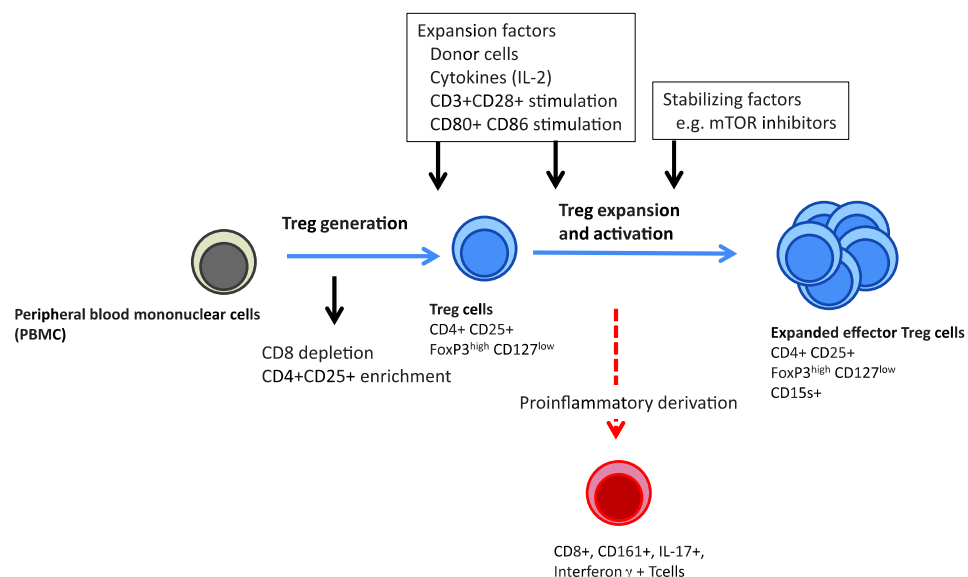 Expansion factors
Donor cells
Cytokines (IL-2)
CD3+CD28+ stimulation
CD80+ CD86 stimulation
Stabilizing factors
e.g. mTOR inhibitors
Treg generation
Treg expansion
and activation
Peripheral blood mononuclear cells
(PBMC)
CD8 depletion
CD4+CD25+ enrichment
Treg cells
CD4+ CD25+
FoxP3ʰⁱᵍʰ CD127ˡᵒʷ
Expanded effector Treg cells
CD4+ CD25+
FoxP3ʰⁱᵍʰ CD127ˡᵒʷ
CD15s+
Proinflammatory derivation
CD8+, CD161+, IL-17+,
Interferon γ + Tcells